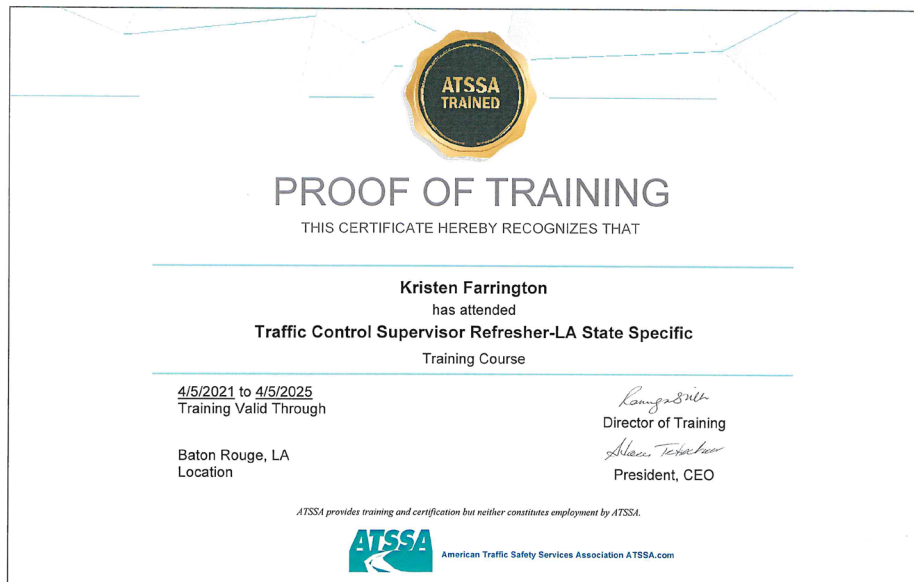 ATSSA
TRAINED
PROOF OF TRAINING
THIS CERTIFICATE HEREBY RECOGNIZES THAT
Kristen Farrington
has attended
Traffic Control Supervisor Refresher-LA State Specific
Training Course
4/5/2021 to 4/5/2025
Training Valid Through
Baton Rouge, LA
Location
Director of Training
President, CEO
ATSSA provides training and certification but neither constitutes employment by ATSSA.
ATSSA
American Traffic Safety Services Association ATSSA.com